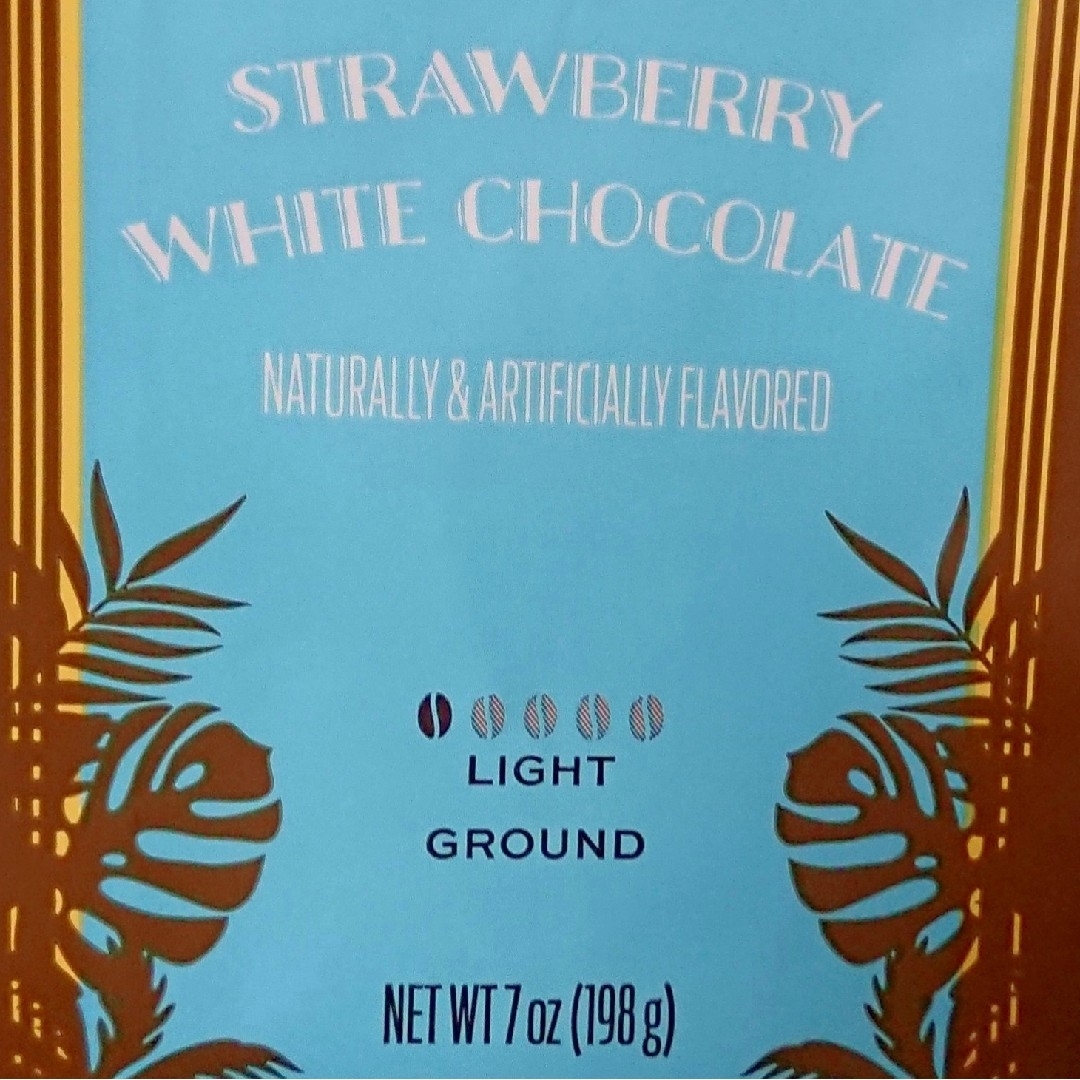 STRAWBERRY
WHITE CHOCOLATE
NATURALLY & ARTIFICIALLY FLAVORED
LIGHT
GROUND
NET WT 7 oz (198 g)